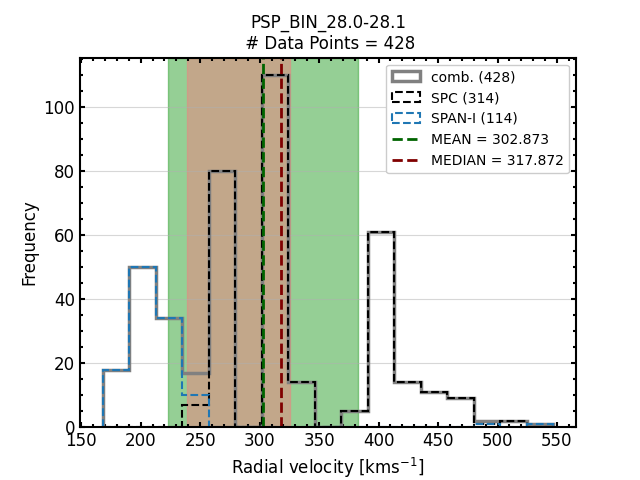 PSP_BIN_28.0-28.1
# Data Points = 428
comb. (428)
SPC (314)
SPAN-I (114)
MEAN = 302.873
MEDIAN = 317.872
Frequency
100
80
60
40
20
0
150 200 250 300 350 400 450 500 550
Radial velocity [kms⁻¹]